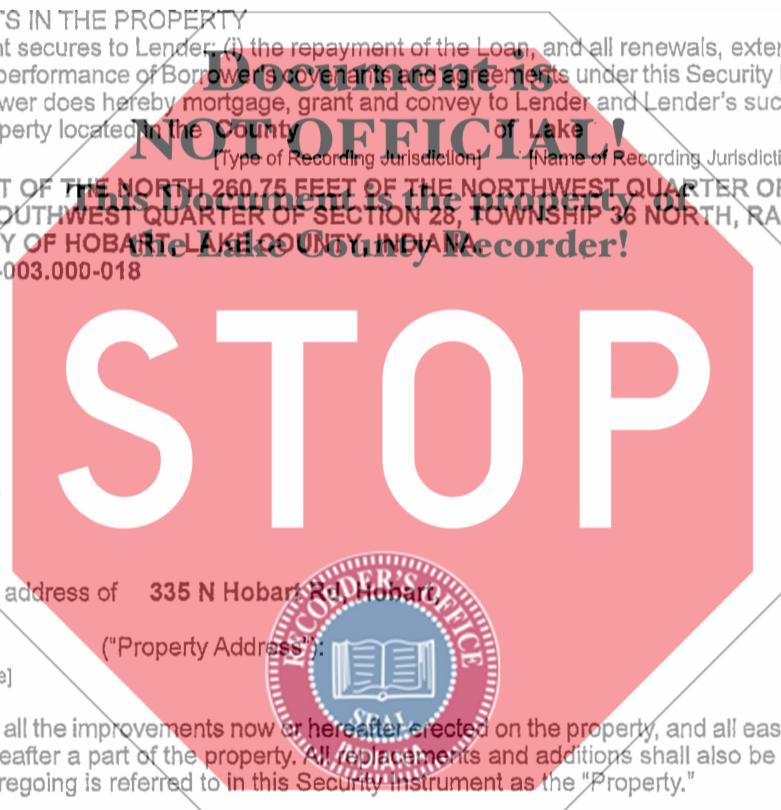 TS IN THE PROPERTY
nt secures to Lender: (i) the repayment of the Loan, and all renewals, exten
performance of Borrower's covenants and agreements under this Security I
wer does hereby mortgage, grant and convey to Lender and Lender's suc
perty located in the County of Lake
[Type of Recording Jurisdiction] [Name of Recording Jurisdicti
T OF THE NORTH 260.75 FEET OF THE NORTHWEST QUARTER OF
OUTHWEST QUARTER OF SECTION 28, TOWNSHIP 36 NORTH, RA
Y OF HOBART, LAKE COUNTY, INDIANA.
-003.000-018
Document is
NOT OFFICIAL!
This Document is the property of
the Lake County Recorder!
STOP
address of 335 N Hobart Rd, Hobart,
("Property Address"):
e]
RECORDER'S OFFICE
SEAL
INDIANA
all the improvements now or hereafter erected on the property, and all eas
eafter a part of the property. All replacements and additions shall also be
regoing is referred to in this Security Instrument as the "Property."